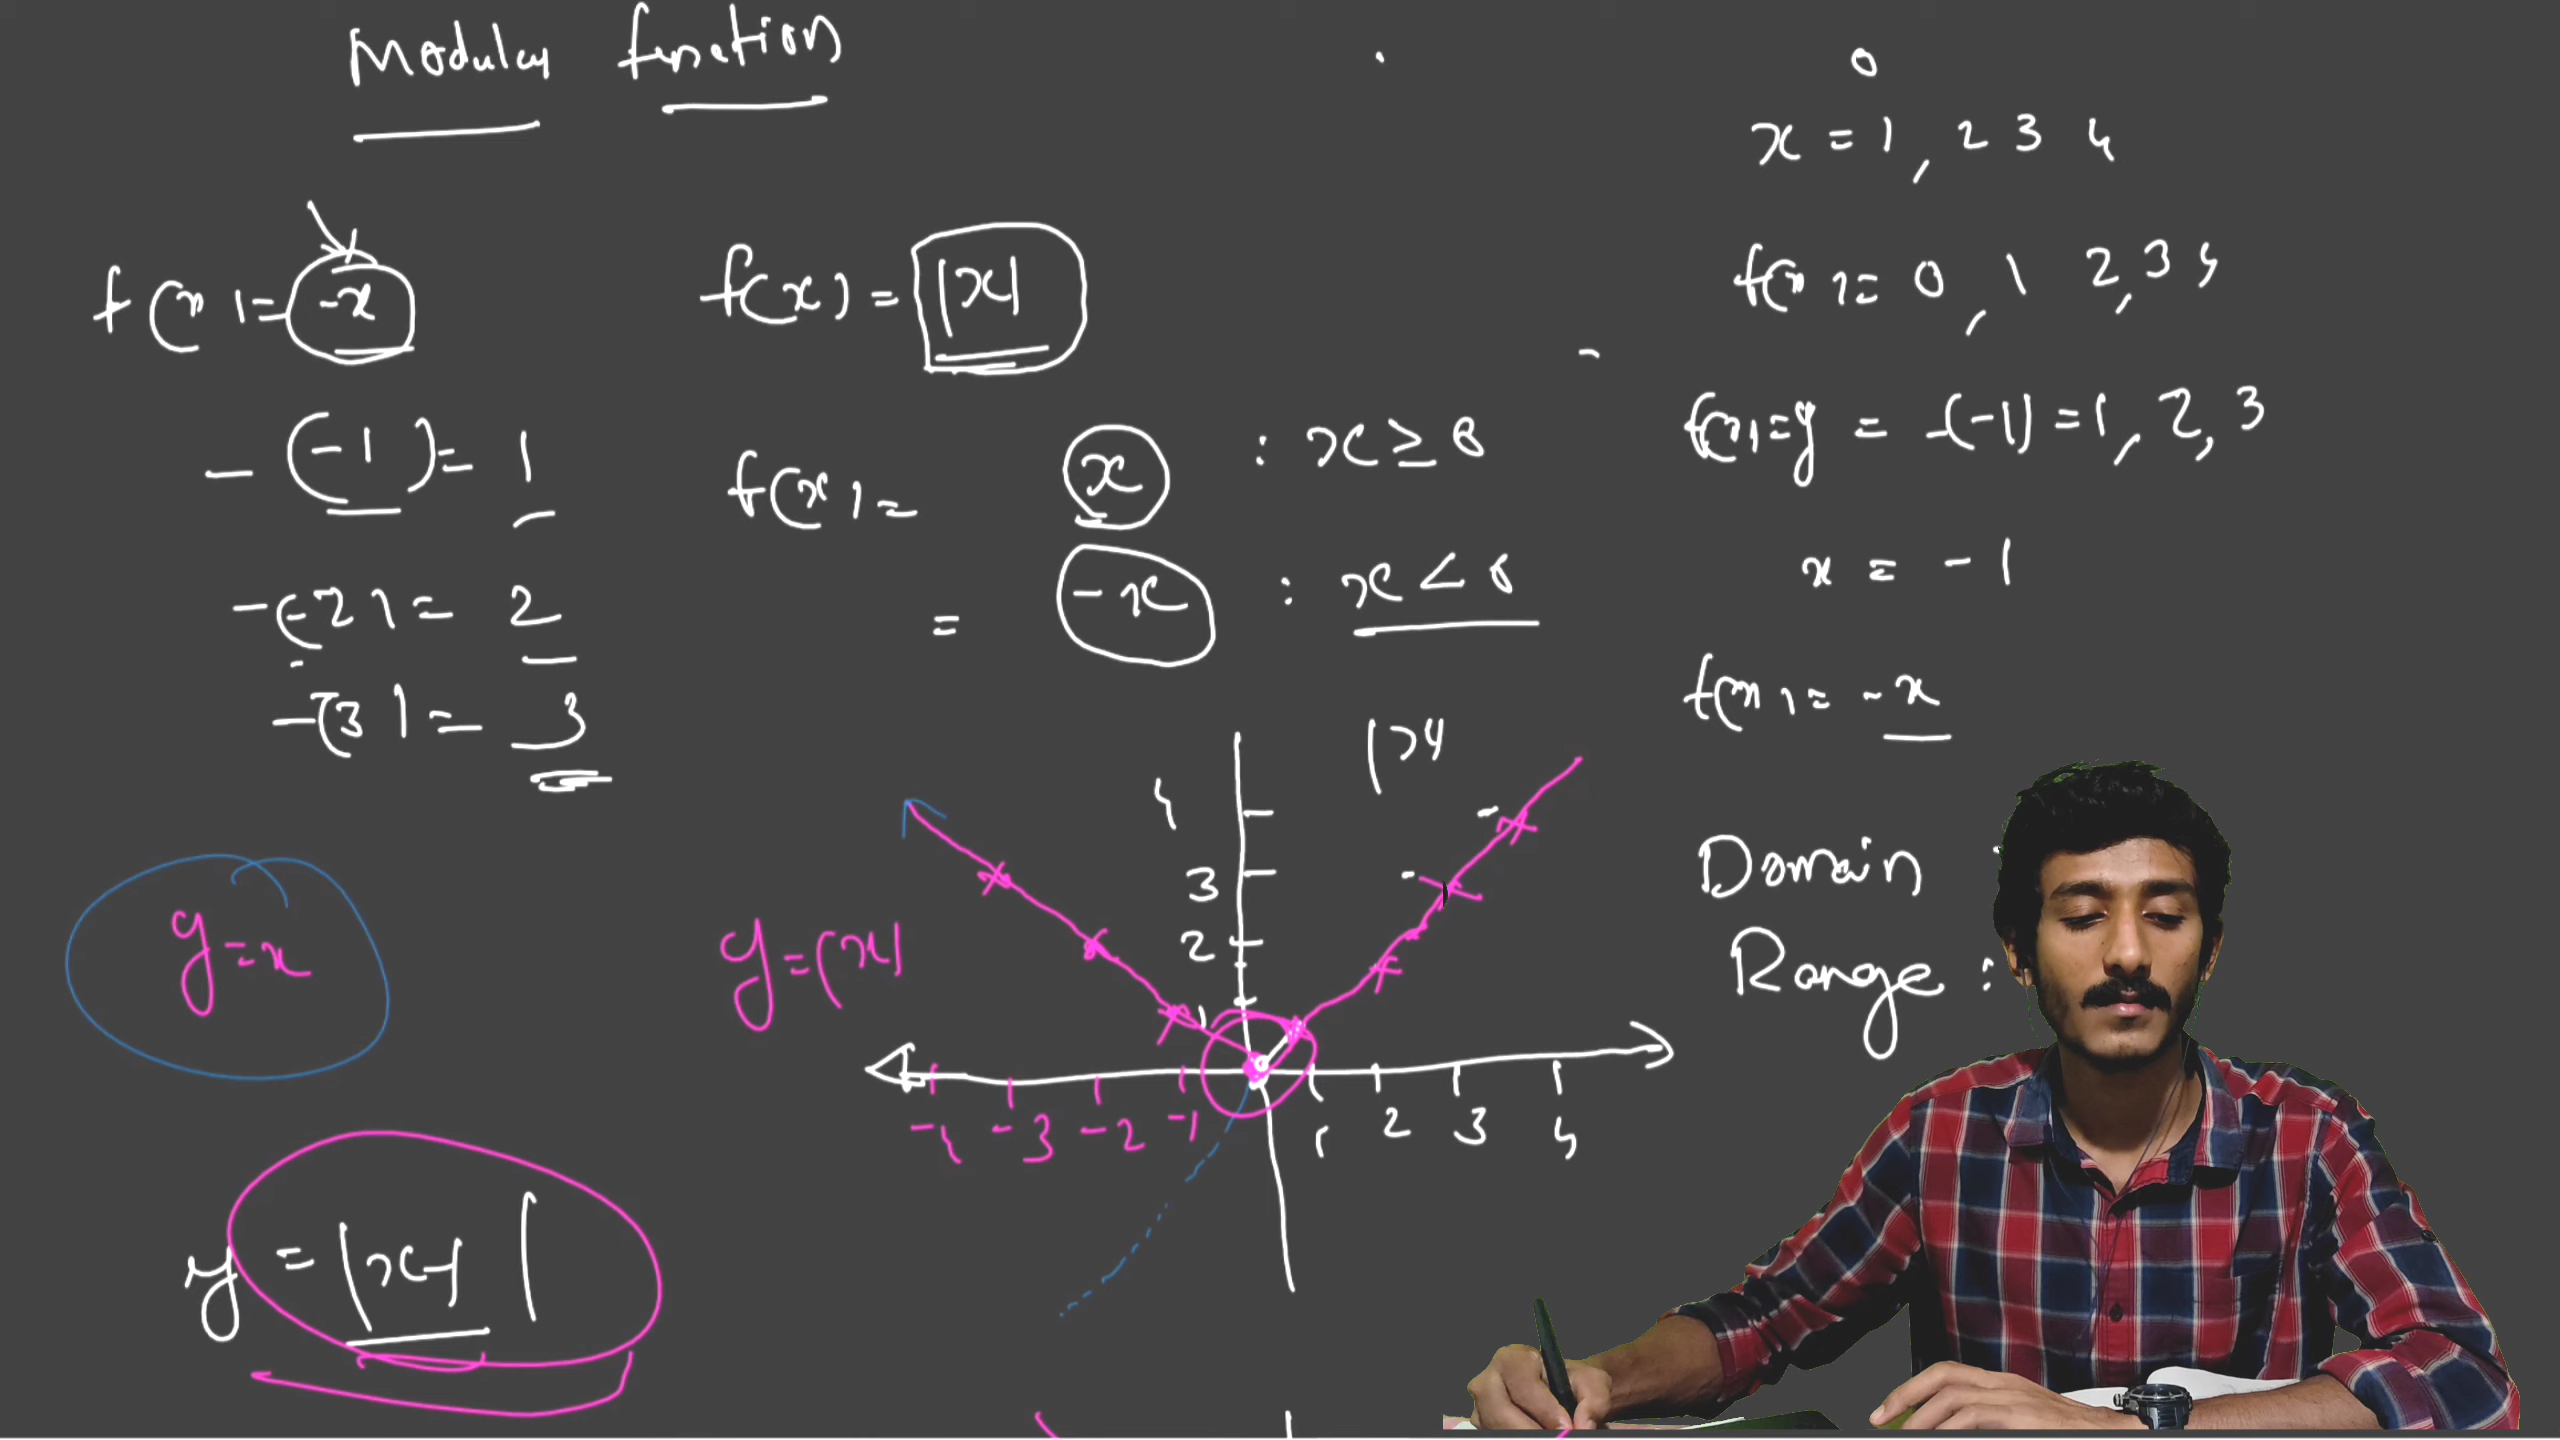 Modular function
0
x = 1, 2 3 4
f(x) = -x
f(x) = |x|
f(x) = 0, 1 2, 3 4
-(-1) = 1
f(x) = x : x ≥ 0
f(x) = y = -(-1) = 1, 2, 3
-(-2) = 2
= -x : x < 0
x = -1
-(-3) = 3
f(x) = -x
|x|
4
3
2
1
y = x
y = |x|
Domain :
Range :
-4 -3 -2 -1 1 2 3 4
y = |x| |